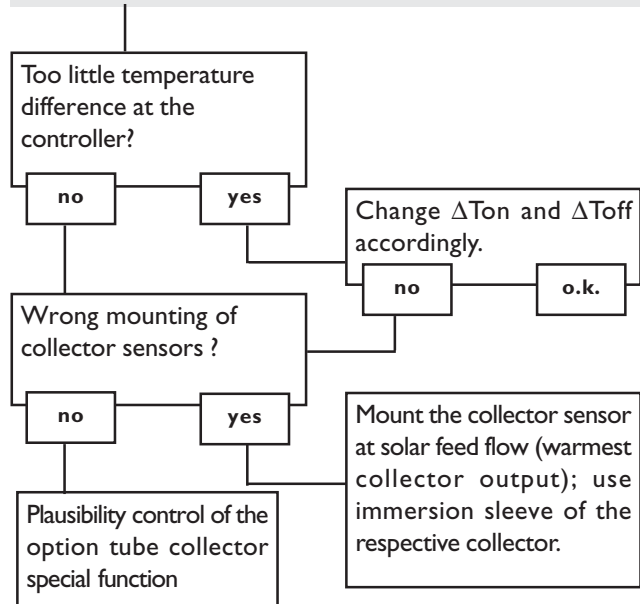 Too little temperature
difference at the
controller?
no
yes
Change ΔTon and ΔToff
accordingly.
no
o.k.
Wrong mounting of
collector sensors ?
no
yes
Mount the collector sensor
at solar feed flow (warmest
collector output); use
immersion sleeve of the
respective collector.
Plausibility control of the
option tube collector
special function